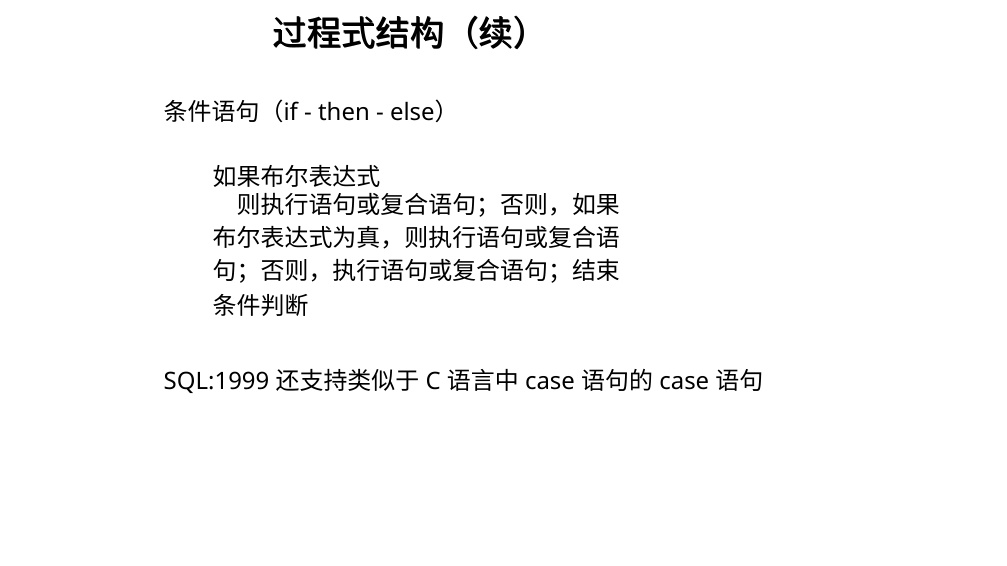 过程式结构（续）
条件语句（if - then - else）
如果布尔表达式
则执行语句或复合语句；否则，如果
布尔表达式为真，则执行语句或复合语
句；否则，执行语句或复合语句；结束
条件判断
SQL:1999 还支持类似于 C 语言中 case 语句的 case 语句